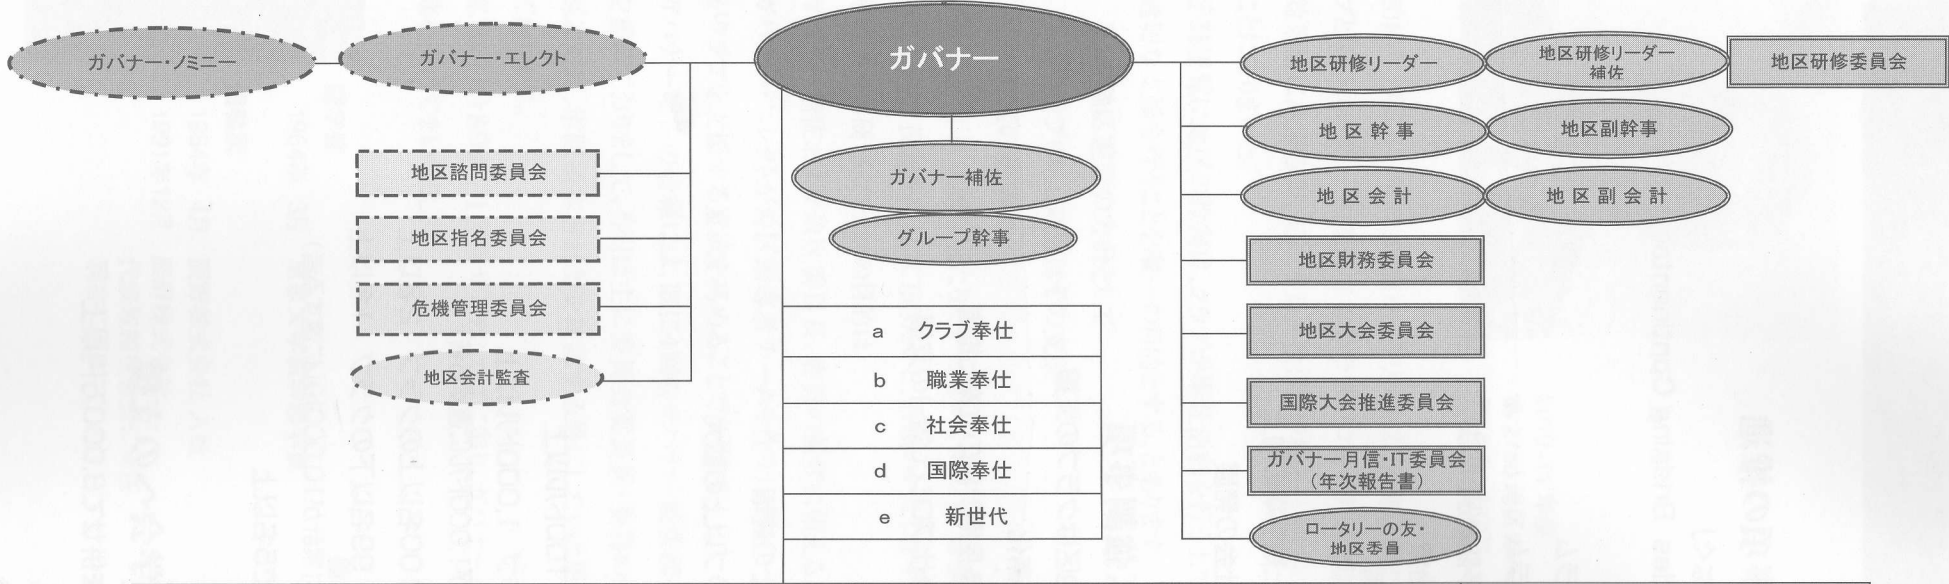 ガバナー・ノミニー
ガバナー・エレクト
ガバナー
地区研修リーダー
地区研修リーダー
補佐
地区研修委員会
地区幹事
地区副幹事
地区会計
地区副会計
地区諮問委員会
地区指名委員会
危機管理委員会
地区会計監査
ガバナー補佐
グループ幹事
a クラブ奉仕
b 職業奉仕
c 社会奉仕
d 国際奉仕
e 新世代
地区財務委員会
地区大会委員会
国際大会推進委員会
ガバナー月信・IT委員会
(年次報告書)
ロータリーの友・
地区委員